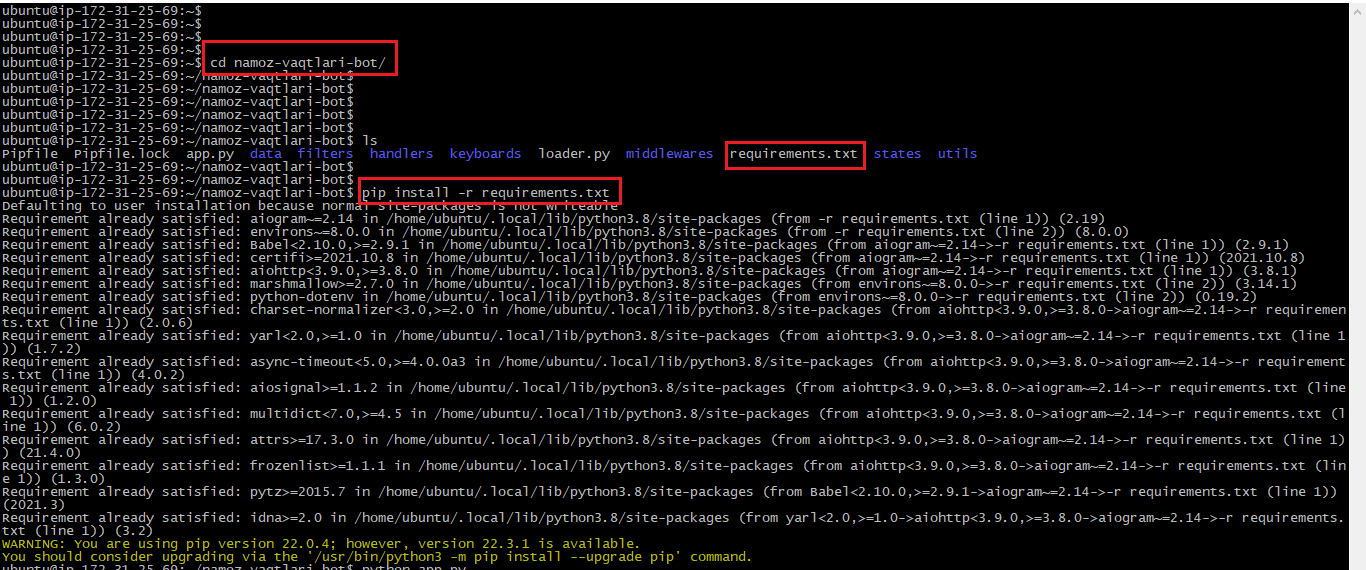 ubuntu@ip-172-31-25-69:~$
ubuntu@ip-172-31-25-69:~$
ubuntu@ip-172-31-25-69:~$
ubuntu@ip-172-31-25-69:~$
ubuntu@ip-172-31-25-69:~$ cd namoz-vaqtlari-bot/
ubuntu@ip-172-31-25-69:~/namoz-vaqtlari-bot$
ubuntu@ip-172-31-25-69:~/namoz-vaqtlari-bot$
ubuntu@ip-172-31-25-69:~/namoz-vaqtlari-bot$
ubuntu@ip-172-31-25-69:~/namoz-vaqtlari-bot$
ubuntu@ip-172-31-25-69:~/namoz-vaqtlari-bot$
ubuntu@ip-172-31-25-69:~/namoz-vaqtlari-bot$ ls
Pipfile  Pipfile.lock  app.py  data  filters  handlers  keyboards  loader.py  middlewares  requirements.txt  states  utils
ubuntu@ip-172-31-25-69:~/namoz-vaqtlari-bot$
ubuntu@ip-172-31-25-69:~/namoz-vaqtlari-bot$
ubuntu@ip-172-31-25-69:~/namoz-vaqtlari-bot$ pip install -r requirements.txt
Defaulting to user installation because normal site-packages is not writeable
Requirement already satisfied: aiogram~=2.14 in /home/ubuntu/.local/lib/python3.8/site-packages (from -r requirements.txt (line 1)) (2.19)
Requirement already satisfied: environs~=8.0.0 in /home/ubuntu/.local/lib/python3.8/site-packages (from -r requirements.txt (line 2)) (8.0.0)
Requirement already satisfied: Babel<2.10.0,>=2.9.1 in /home/ubuntu/.local/lib/python3.8/site-packages (from aiogram~=2.14->-r requirements.txt (line 1)) (2.9.1)
Requirement already satisfied: certifi>=2021.10.8 in /home/ubuntu/.local/lib/python3.8/site-packages (from aiogram~=2.14->-r requirements.txt (line 1)) (2021.10.8)
Requirement already satisfied: aiohttp<3.9.0,>=3.8.0 in /home/ubuntu/.local/lib/python3.8/site-packages (from aiogram~=2.14->-r requirements.txt (line 1)) (3.8.1)
Requirement already satisfied: marshmallow>=2.7.0 in /home/ubuntu/.local/lib/python3.8/site-packages (from environs~=8.0.0->-r requirements.txt (line 2)) (3.14.1)
Requirement already satisfied: python-dotenv in /home/ubuntu/.local/lib/python3.8/site-packages (from environs~=8.0.0->-r requirements.txt (line 2)) (0.19.2)
Requirement already satisfied: charset-normalizer<3.0,>=2.0 in /home/ubuntu/.local/lib/python3.8/site-packages (from aiohttp<3.9.0,>=3.8.0->aiogram~=2.14->-r requiremen
ts.txt (line 1)) (2.0.6)
Requirement already satisfied: yarl<2.0,>=1.0 in /home/ubuntu/.local/lib/python3.8/site-packages (from aiohttp<3.9.0,>=3.8.0->aiogram~=2.14->-r requirements.txt (line 1
)) (1.7.2)
Requirement already satisfied: async-timeout<5.0,>=4.0.0a3 in /home/ubuntu/.local/lib/python3.8/site-packages (from aiohttp<3.9.0,>=3.8.0->aiogram~=2.14->-r requirement
s.txt (line 1)) (4.0.2)
Requirement already satisfied: aiosignal>=1.1.2 in /home/ubuntu/.local/lib/python3.8/site-packages (from aiohttp<3.9.0,>=3.8.0->aiogram~=2.14->-r requirements.txt (line
 1)) (1.2.0)
Requirement already satisfied: multidict<7.0,>=4.5 in /home/ubuntu/.local/lib/python3.8/site-packages (from aiohttp<3.9.0,>=3.8.0->aiogram~=2.14->-r requirements.txt (l
ine 1)) (6.0.2)
Requirement already satisfied: attrs>=17.3.0 in /home/ubuntu/.local/lib/python3.8/site-packages (from aiohttp<3.9.0,>=3.8.0->aiogram~=2.14->-r requirements.txt (line 1)
) (21.4.0)
Requirement already satisfied: frozenlist>=1.1.1 in /home/ubuntu/.local/lib/python3.8/site-packages (from aiohttp<3.9.0,>=3.8.0->aiogram~=2.14->-r requirements.txt (lin
e 1)) (1.3.0)
Requirement already satisfied: pytz>=2015.7 in /home/ubuntu/.local/lib/python3.8/site-packages (from Babel<2.10.0,>=2.9.1->aiogram~=2.14->-r requirements.txt (line 1))
(2021.3)
Requirement already satisfied: idna>=2.0 in /home/ubuntu/.local/lib/python3.8/site-packages (from yarl<2.0,>=1.0->aiohttp<3.9.0,>=3.8.0->aiogram~=2.14->-r requirements.
txt (line 1)) (3.2)
WARNING: You are using pip version 22.0.4; however, version 22.3.1 is available.
You should consider upgrading via the '/usr/bin/python3 -m pip install --upgrade pip' command.
ubuntu@ip-172-31-25-69:~/namoz-vaqtlari-bot$ python app.py